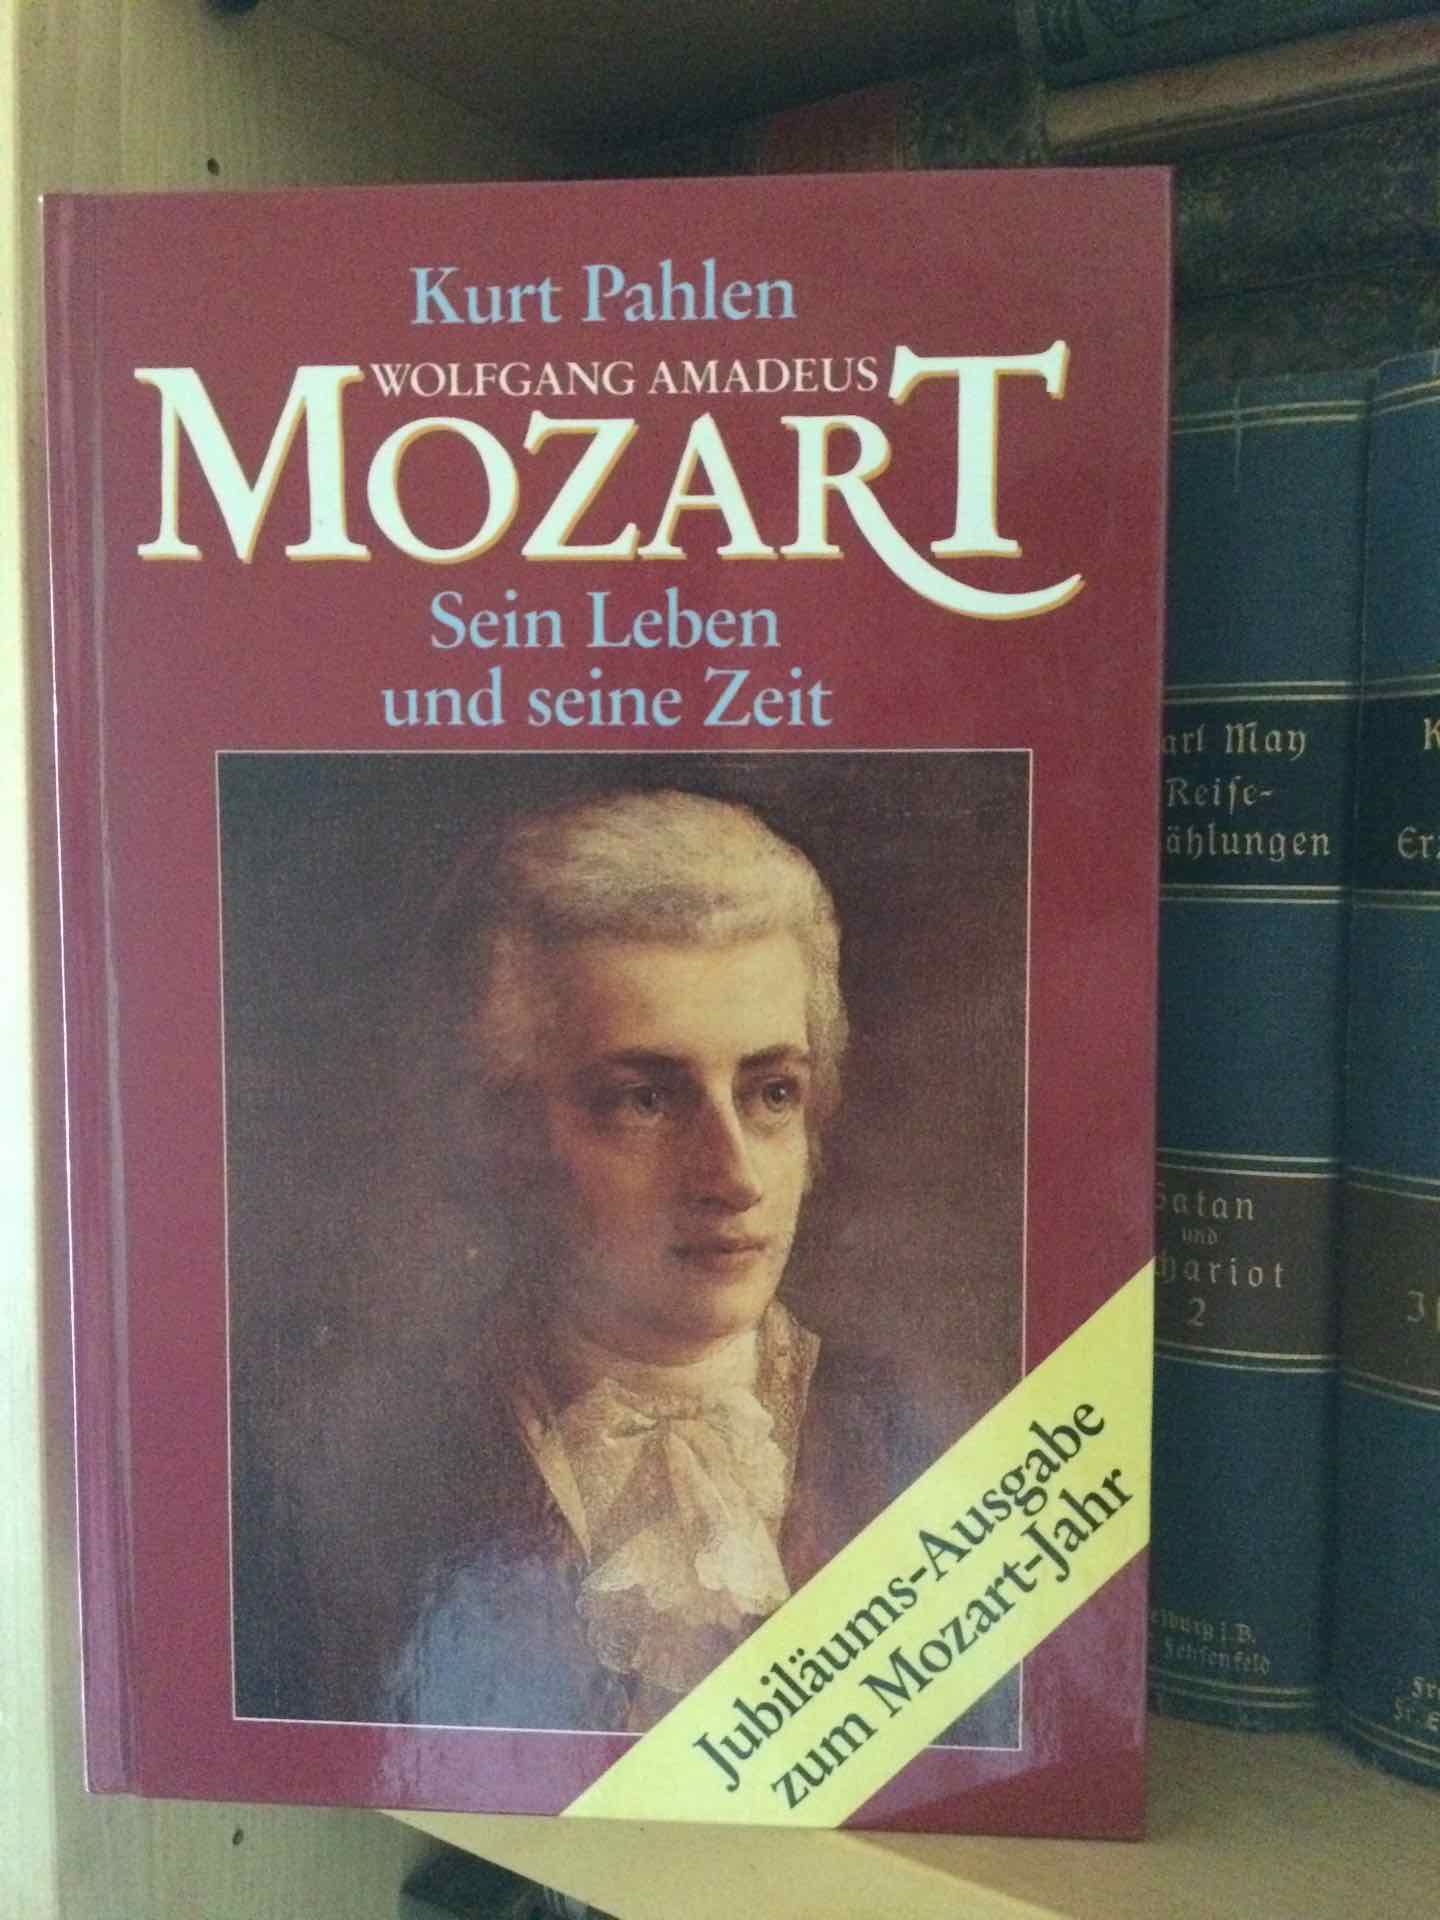 Kurt Pahlen
WOLFGANG AMADEUS
MOZART
Sein Leben
und seine Zeit
Jubiläums-Ausgabe
zum Mozart-Jahr
May
Reiſe-
und
2